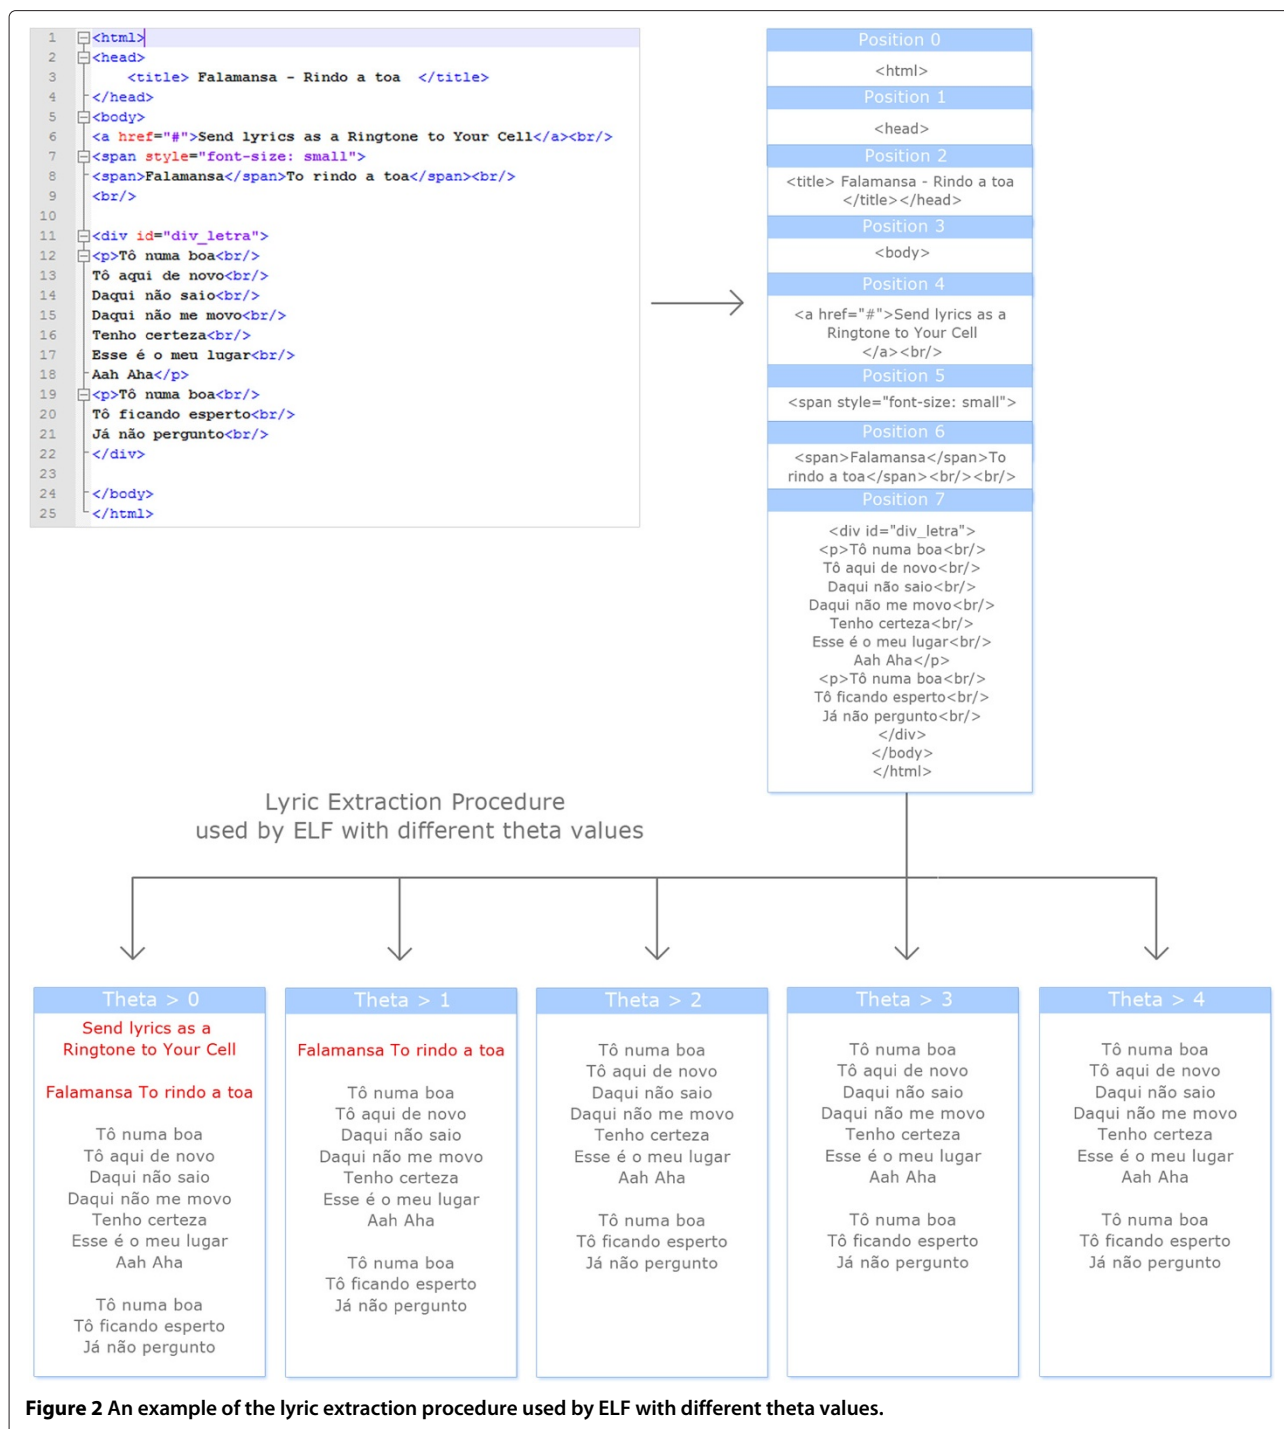 1 <html>
2 <head>
3 <title> Falamansa - Rindo a toa </title>
4 </head>
5 <body>
6 <a href="#">Send lyrics as a Ringtone to Your Cell</a><br/>
7 <span style="font-size: small">
8 <span>Falamansa</span>To rindo a toa</span><br/>
9 <br/>
10
11 <div id="div_letra">
12 <p>Tô numa boa<br/>
13 Tô aqui de novo<br/>
14 Daqui não saio<br/>
15 Daqui não me movo<br/>
16 Tenho certeza<br/>
17 Esse é o meu lugar<br/>
18 Aah Aha</p>
19 <p>Tô numa boa<br/>
20 Tô ficando esperto<br/>
21 Já não pergunto<br/>
22 </div>
23
24 </body>
25 </html>
Position 0
<html>
Position 1
<head>
Position 2
<title> Falamansa - Rindo a toa
</title></head>
Position 3
<body>
Position 4
<a href="#">Send lyrics as a
Ringtone to Your Cell
</a><br/>
Position 5
<span style="font-size: small">
Position 6
<span>Falamansa</span>To
rindo a toa</span><br/><br/>
Position 7
<div id="div_letra">
<p>Tô numa boa<br/>
Tô aqui de novo<br/>
Daqui não saio<br/>
Daqui não me movo<br/>
Tenho certeza<br/>
Esse é o meu lugar<br/>
Aah Aha</p>
<p>Tô numa boa<br/>
Tô ficando esperto<br/>
Já não pergunto<br/>
</div>
</body>
</html>
Lyric Extraction Procedure
used by ELF with different theta values
Theta > 0
Send lyrics as a
Ringtone to Your Cell
Falamansa To rindo a toa
Tô numa boa
Tô aqui de novo
Daqui não saio
Daqui não me movo
Tenho certeza
Esse é o meu lugar
Aah Aha
Tô numa boa
Tô ficando esperto
Já não pergunto
Theta > 1
Falamansa To rindo a toa
Tô numa boa
Tô aqui de novo
Daqui não saio
Daqui não me movo
Tenho certeza
Esse é o meu lugar
Aah Aha
Tô numa boa
Tô ficando esperto
Já não pergunto
Theta > 2
Tô numa boa
Tô aqui de novo
Daqui não saio
Daqui não me movo
Tenho certeza
Esse é o meu lugar
Aah Aha
Tô numa boa
Tô ficando esperto
Já não pergunto
Theta > 3
Tô numa boa
Tô aqui de novo
Daqui não saio
Daqui não me movo
Tenho certeza
Esse é o meu lugar
Aah Aha
Tô numa boa
Tô ficando esperto
Já não pergunto
Theta > 4
Tô numa boa
Tô aqui de novo
Daqui não saio
Daqui não me movo
Tenho certeza
Esse é o meu lugar
Aah Aha
Tô numa boa
Tô ficando esperto
Já não pergunto
Figure 2 An example of the lyric extraction procedure used by ELF with different theta values.